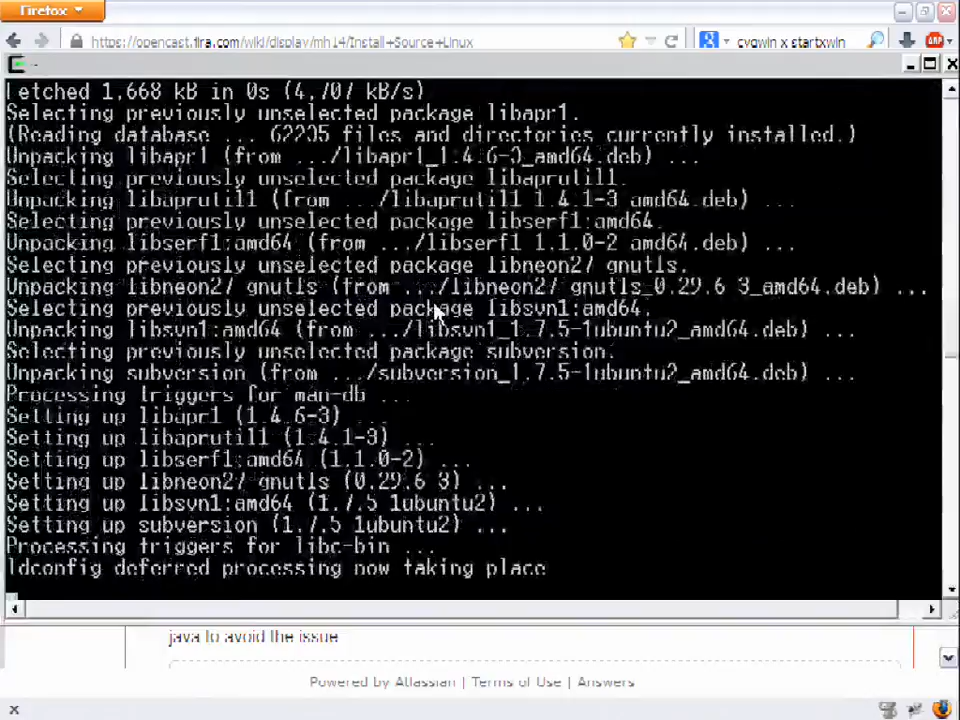 Firefox
https://opencast.jira.com/wiki/display/mh14/Install+Source+Linux
cygwin x startxwin
ABP
Fetched 1,668 kB in 0s (4,707 kB/s)
Selecting previously unselected package libapr1.
(Reading database ... 62235 files and directories currently installed.)
Unpacking libapr1 (from .../libapr1_1.4.6-3_amd64.deb) ...
Selecting previously unselected package libaprutil1.
Unpacking libaprutil1 (from .../libaprutil1_1.4.1-3_amd64.deb) ...
Selecting previously unselected package libserf1:amd64.
Unpacking libserf1:amd64 (from .../libserf1_1.1.0-2_amd64.deb) ...
Selecting previously unselected package libneon27-gnutls.
Unpacking libneon27-gnutls (from .../libneon27-gnutls_0.29.6-3_amd64.deb) ...
Selecting previously unselected package libsvn1:amd64.
Unpacking libsvn1:amd64 (from .../libsvn1_1.7.5-1ubuntu2_amd64.deb) ...
Selecting previously unselected package subversion.
Unpacking subversion (from .../subversion_1.7.5-1ubuntu2_amd64.deb) ...
Processing triggers for man-db ...
Setting up libapr1 (1.4.6-3) ...
Setting up libaprutil1 (1.4.1-3) ...
Setting up libserf1:amd64 (1.1.0-2) ...
Setting up libneon27-gnutls (0.29.6-3) ...
Setting up libsvn1:amd64 (1.7.5-1ubuntu2) ...
Setting up subversion (1.7.5-1ubuntu2) ...
Processing triggers for libc-bin ...
ldconfig deferred processing now taking place
java to avoid the issue
Powered by Atlassian | Terms of Use | Answers